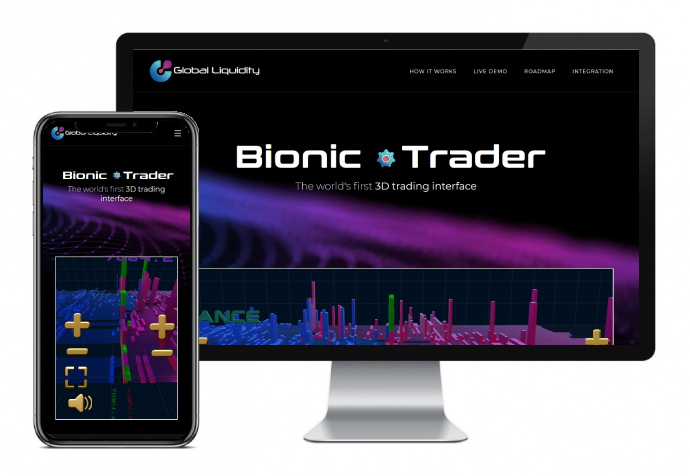 Global Liquidity
HOW IT WORKS LIVE DEMO ROADMAP INTEGRATION
Bionic Trader
The world's first 3D trading interface
ANCE
Global Liquidity
Bionic Trader
The world's first 3D trading
interface